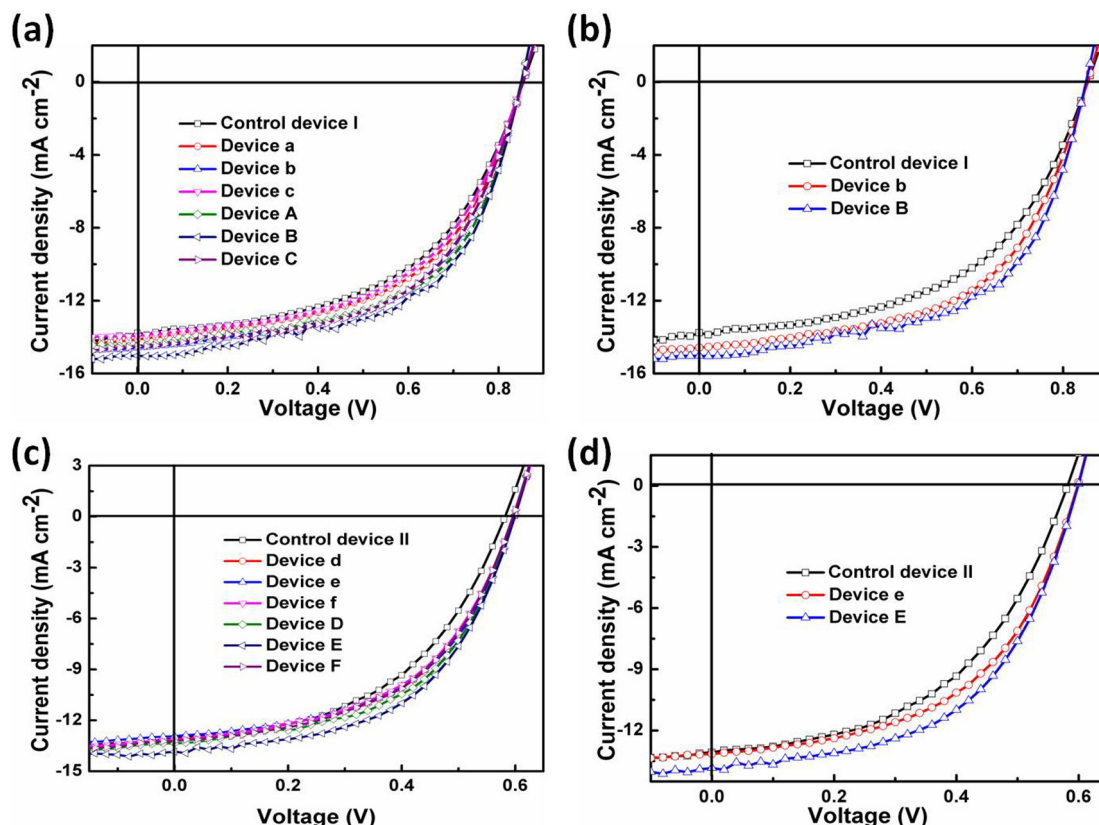 (a)
Current density (mA cm-2)
0
-4
-8
-12
-16
Control device I
Device a
Device b
Device c
Device A
Device B
Device C
0.0 0.2 0.4 0.6 0.8
Voltage (V)
(b)
Current density (mA cm-2)
0
-4
-8
-12
-16
Control device I
Device b
Device B
0.0 0.2 0.4 0.6 0.8
Voltage (V)
(c)
Current density (mA cm-2)
3
0
-3
-6
-9
-12
-15
Control device II
Device d
Device e
Device f
Device D
Device E
Device F
0.0 0.2 0.4 0.6
Voltage (V)
(d)
Current density (mA cm-2)
0
-3
-6
-9
-12
Control device II
Device e
Device E
0.0 0.2 0.4 0.6
Voltage (V)